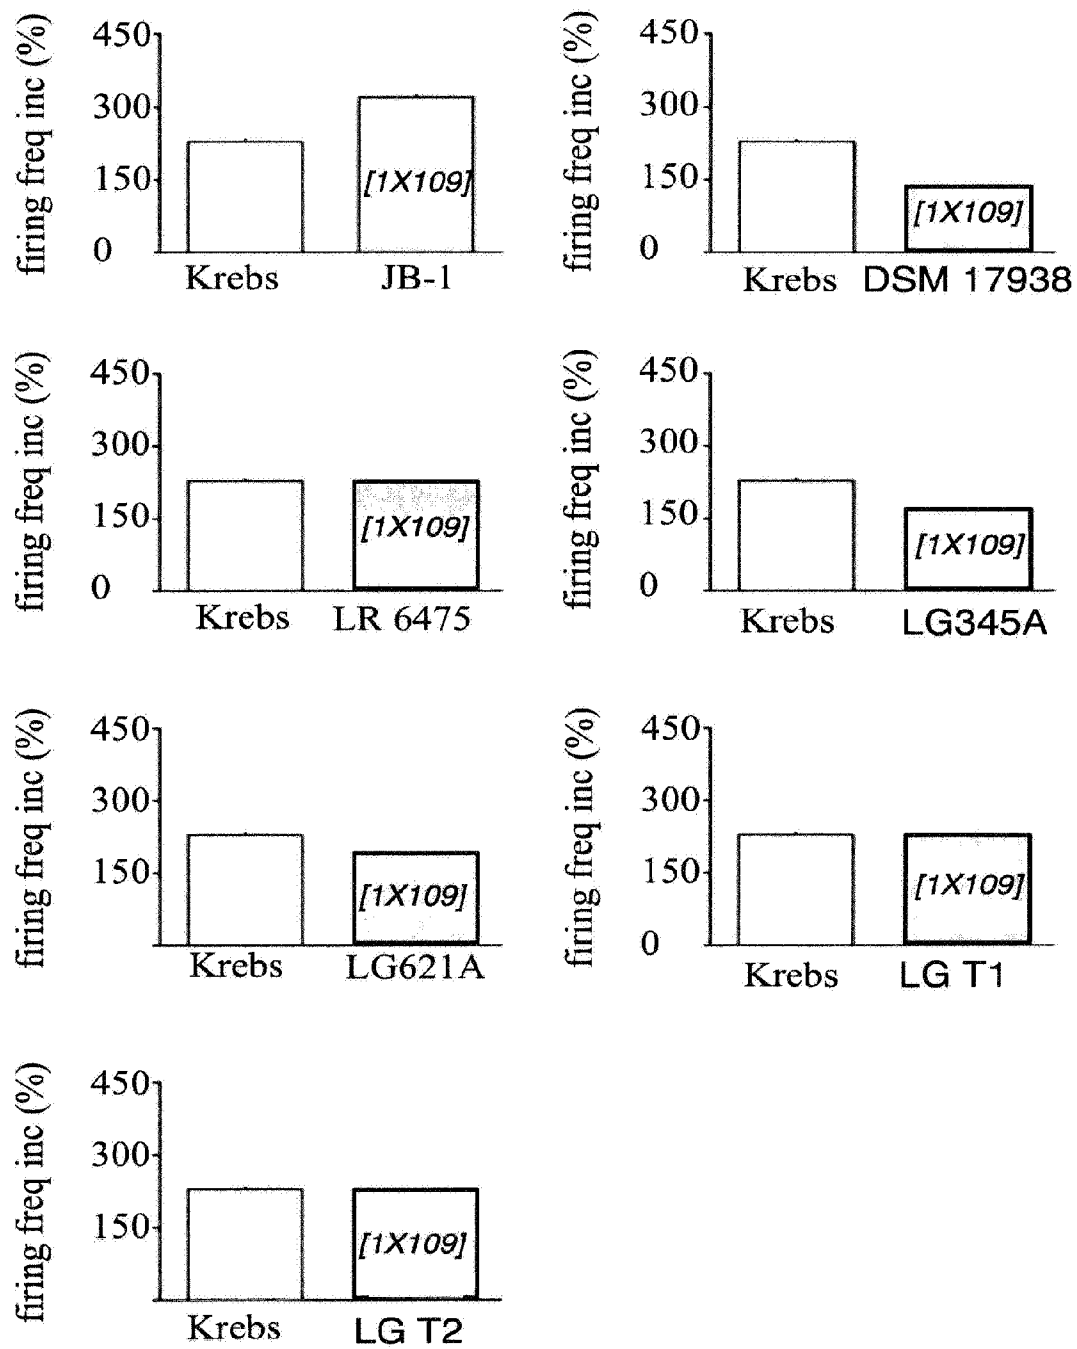 firing freq inc (%)
450
300
150
0
[1X109]
Krebs JB-1
firing freq inc (%)
450
300
150
0
[1X109]
Krebs DSM 17938
firing freq inc (%)
450
300
150
0
[1X109]
Krebs LR 6475
firing freq inc (%)
450
300
150
0
[1X109]
Krebs LG345A
firing freq inc (%)
450
300
150
[1X109]
Krebs LG621A
firing freq inc (%)
450
300
150
0
[1X109]
Krebs LG T1
firing freq inc (%)
450
300
150
[1X109]
Krebs LG T2